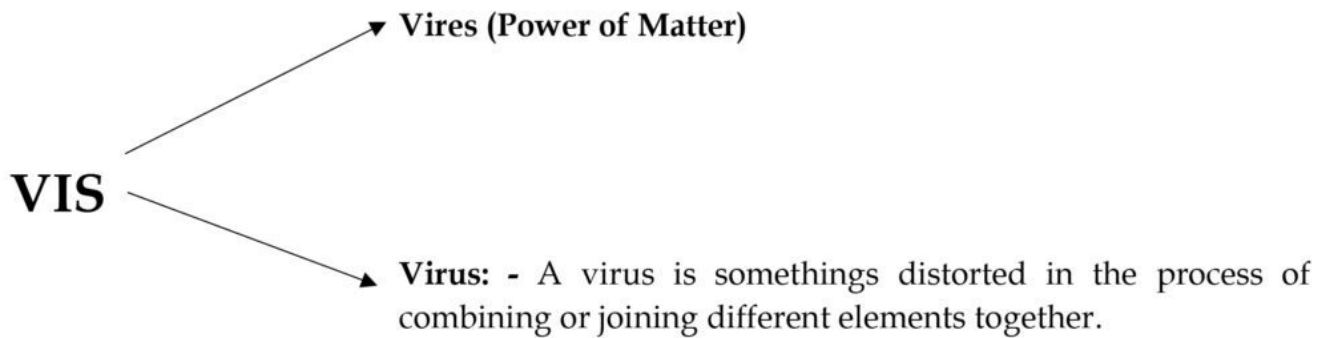 Vires (Power of Matter)
VIS
Virus: - A virus is somethings distorted in the process of
combining or joining different elements together.